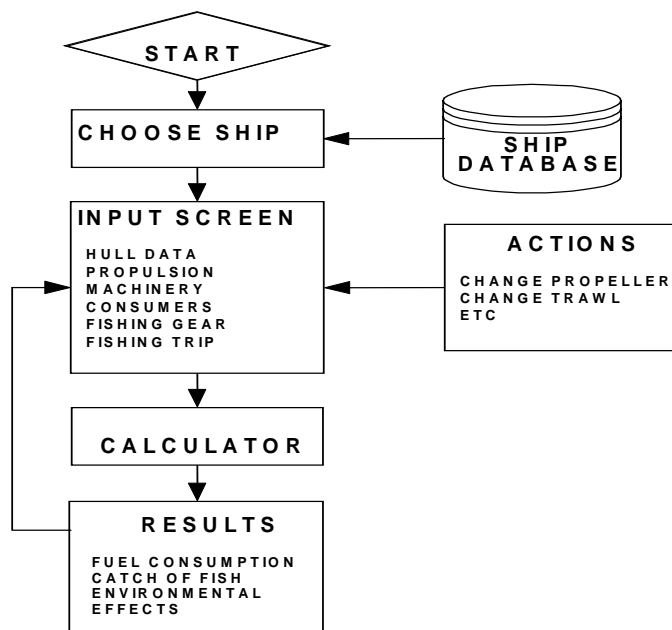 START
CHOOSE SHIP
SHIP
DATABASE
INPUT SCREEN
HULL DATA
PROPULSION
MACHINERY
CONSUMERS
FISHING GEAR
FISHING TRIP
ACTIONS
CHANGE PROPELLER
CHANGE TRAWL
ETC
CALCULATOR
RESULTS
FUEL CONSUMPTION
CATCH OF FISH
ENVIRONMENTAL
EFFECTS